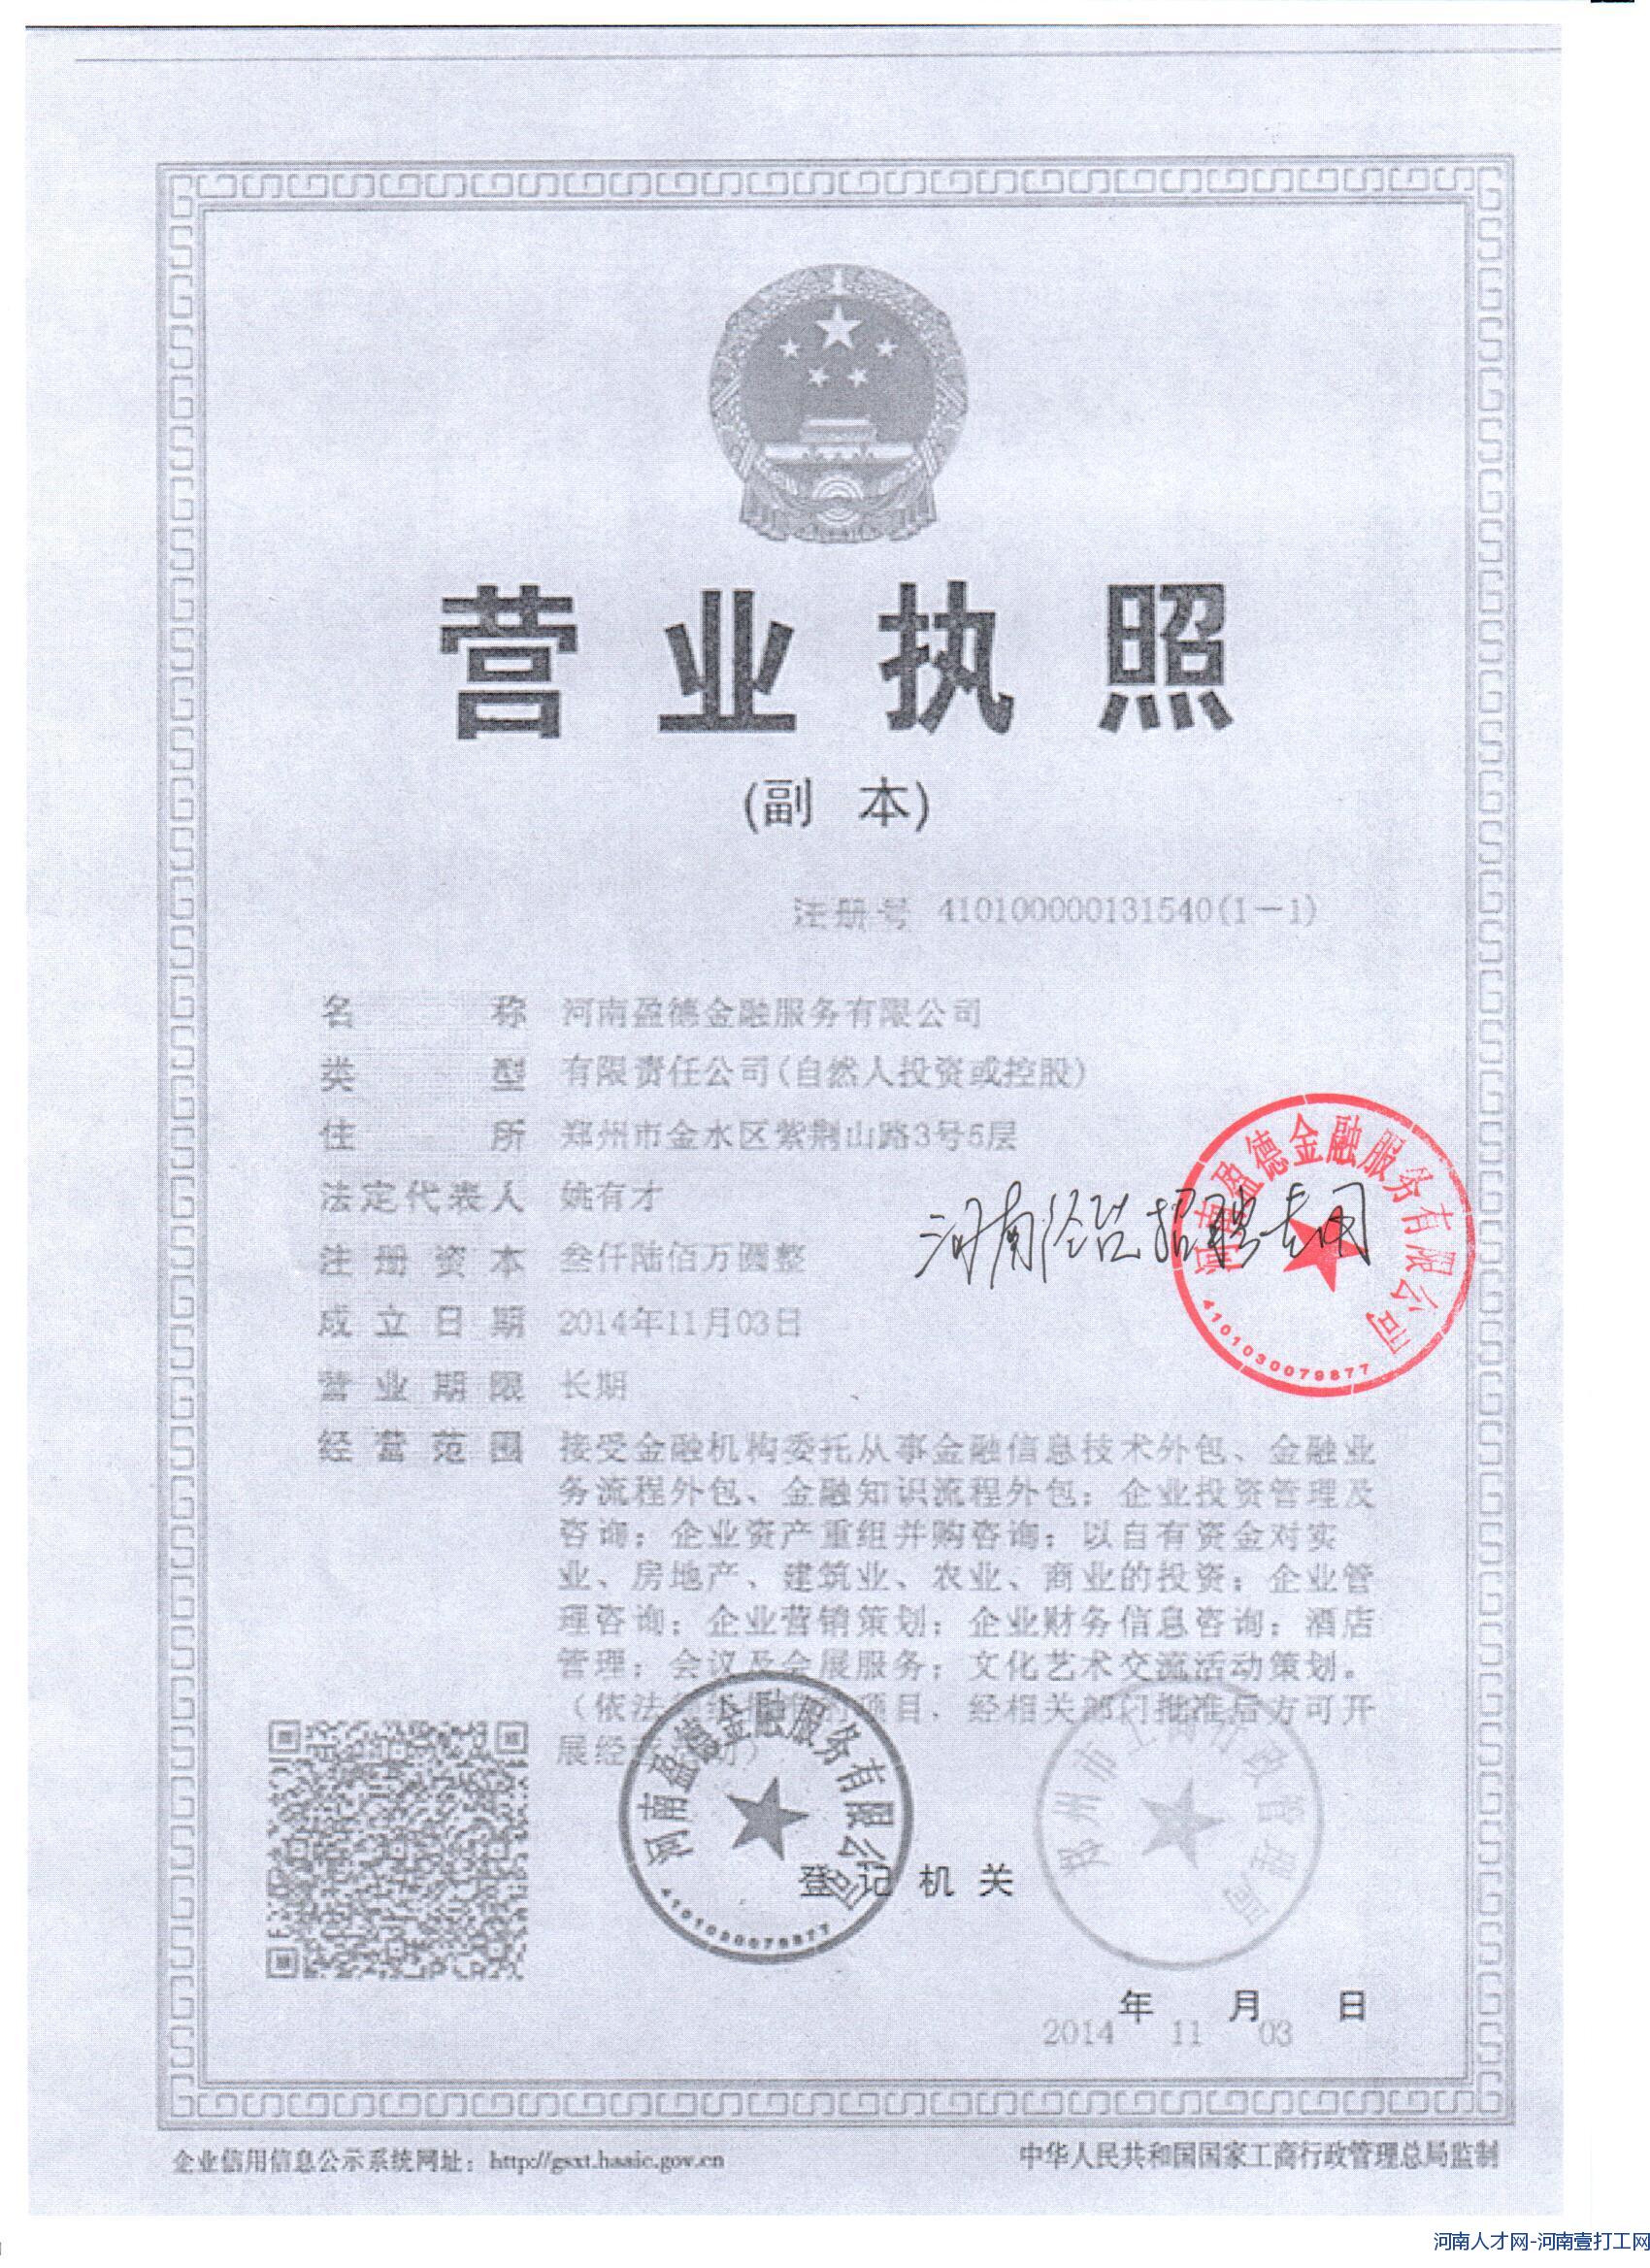 营业执照
(副 本)
注册号 410100000131540(1-1)
名称 河南盈德金融服务有限公司
类型 有限责任公司(自然人投资或控股)
住所 郑州市金水区紫荆山路3号5层
法定代表人 姚有才
注册资本 叁仟陆佰万圆整
成立日期 2014年11月03日
营业期限 长期
经营范围 接受金融机构委托从事金融信息技术外包、金融业
务流程外包、金融知识流程外包；企业投资管理及
咨询；企业资产重组并购咨询；以自有资金对实
业、房地产、建筑业、农业、商业的投资；企业管
理咨询；企业营销策划；企业财务信息咨询；酒店
管理；会议及会展服务；文化艺术交流活动策划。
（依法 项目，经相关部门批准后方可开
展经营活动）
河南 招聘专用
河南盈德金融服务有限公司
4101030079877
河南盈德金融服务有限公司
4101030079877
登记机关
郑州市工商行政管理局
年 月 日
2014 11 03
企业信用信息公示系统网址：http://gsxt.haaic.gov.cn
中华人民共和国国家工商行政管理总局监制
河南人才网-河南壹打工网